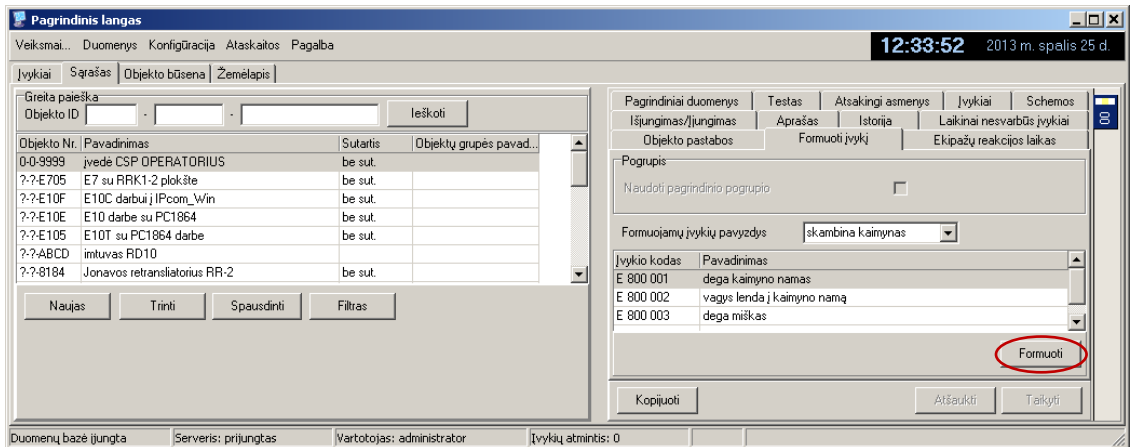 Pagrindinis langas
Veiksmai... Duomenys Konfigūracija Ataskaitos Pagalba
12:33:52 2013 m. spalis 25 d.
Įvykiai Sąrašas Objekto būsena Žemėlapis
Greita paieška
Objekto ID - - Ieškoti
Objekto Nr. Pavadinimas Sutartis Objektų grupės pavad...
0-0-9999 įvedė CSP OPERATORIUS be sut.
?-?-E705 E7 su RRK1-2 plokšte be sut.
?-?-E10F E10C darbui į IPcom_Win be sut.
?-?-E10E E10 darbe su PC1864 be sut.
?-?-E105 E10T su PC1864 darbe be sut.
?-?-ABCD imtuvas RD10
?-?-8184 Jonavos retransliatorius RR-2 be sut.
Naujas Trinti Spausdinti Filtras
Pagrindiniai duomenys Testas Atsakingi asmenys Įvykiai Schemos
Išjungimas/Įjungimas Aprašas Istorija Laikinai nesvarbūs įvykiai
Objekto pastabos Formuoti įvykį Ekipažų reakcijos laikas
Pogrupis
Naudoti pagrindinio pogrupio
Formuojamų įvykių pavyzdys skambina kaimynas
Įvykio kodas Pavadinimas
E 800 001 dega kaimyno namas
E 800 002 vagys lenda į kaimyno namą
E 800 003 dega miškas
Formuoti
Kopijuoti Atšaukti Taikyti
Duomenų bazė įjungta Serveris: prijungtas Vartotojas: administrator Įvykių atmintis: 0